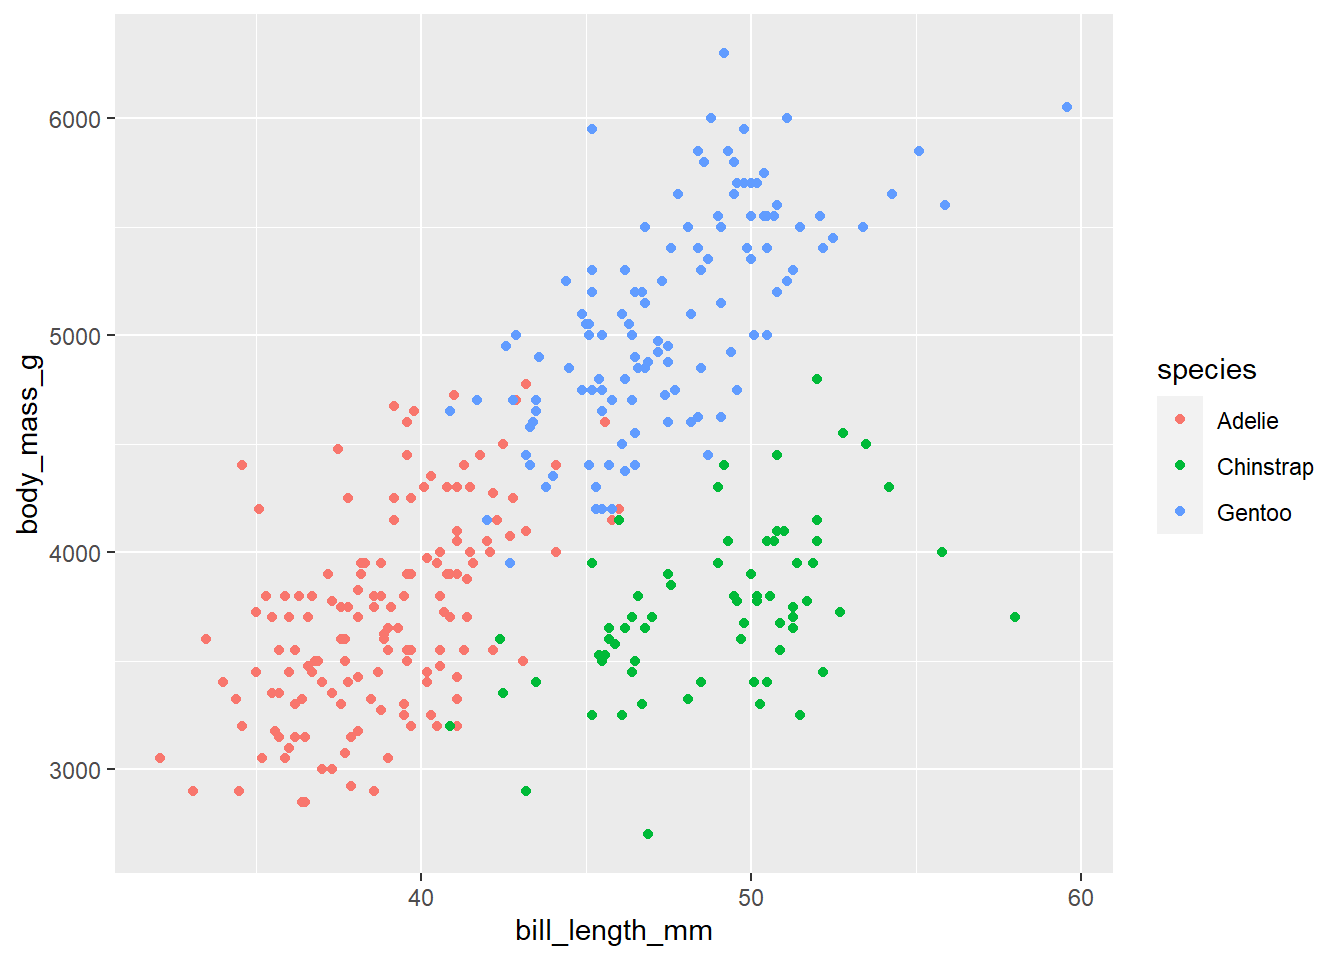 6000
5000
4000
3000
body_mass_g
40
50
60
bill_length_mm
species
Adelie
Chinstrap
Gentoo